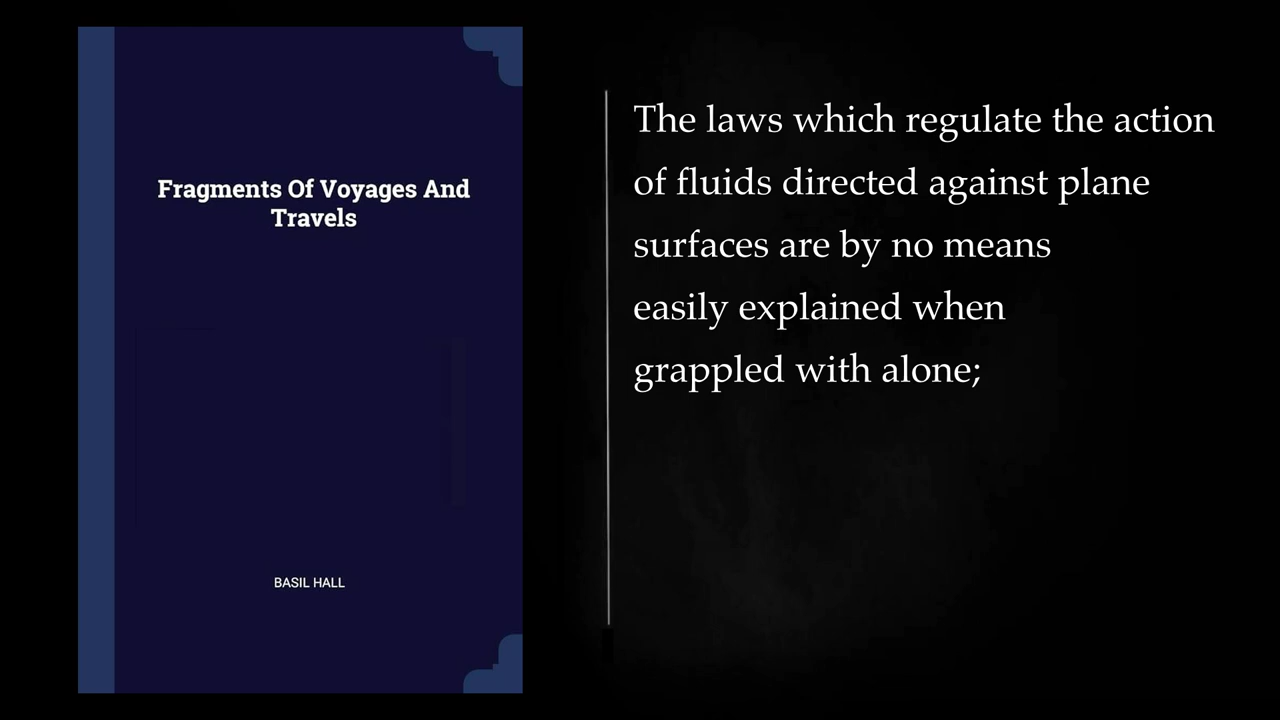 Fragments Of Voyages And
Travels
BASIL HALL
The laws which regulate the action
of fluids directed against plane
surfaces are by no means
easily explained when
grappled with alone;